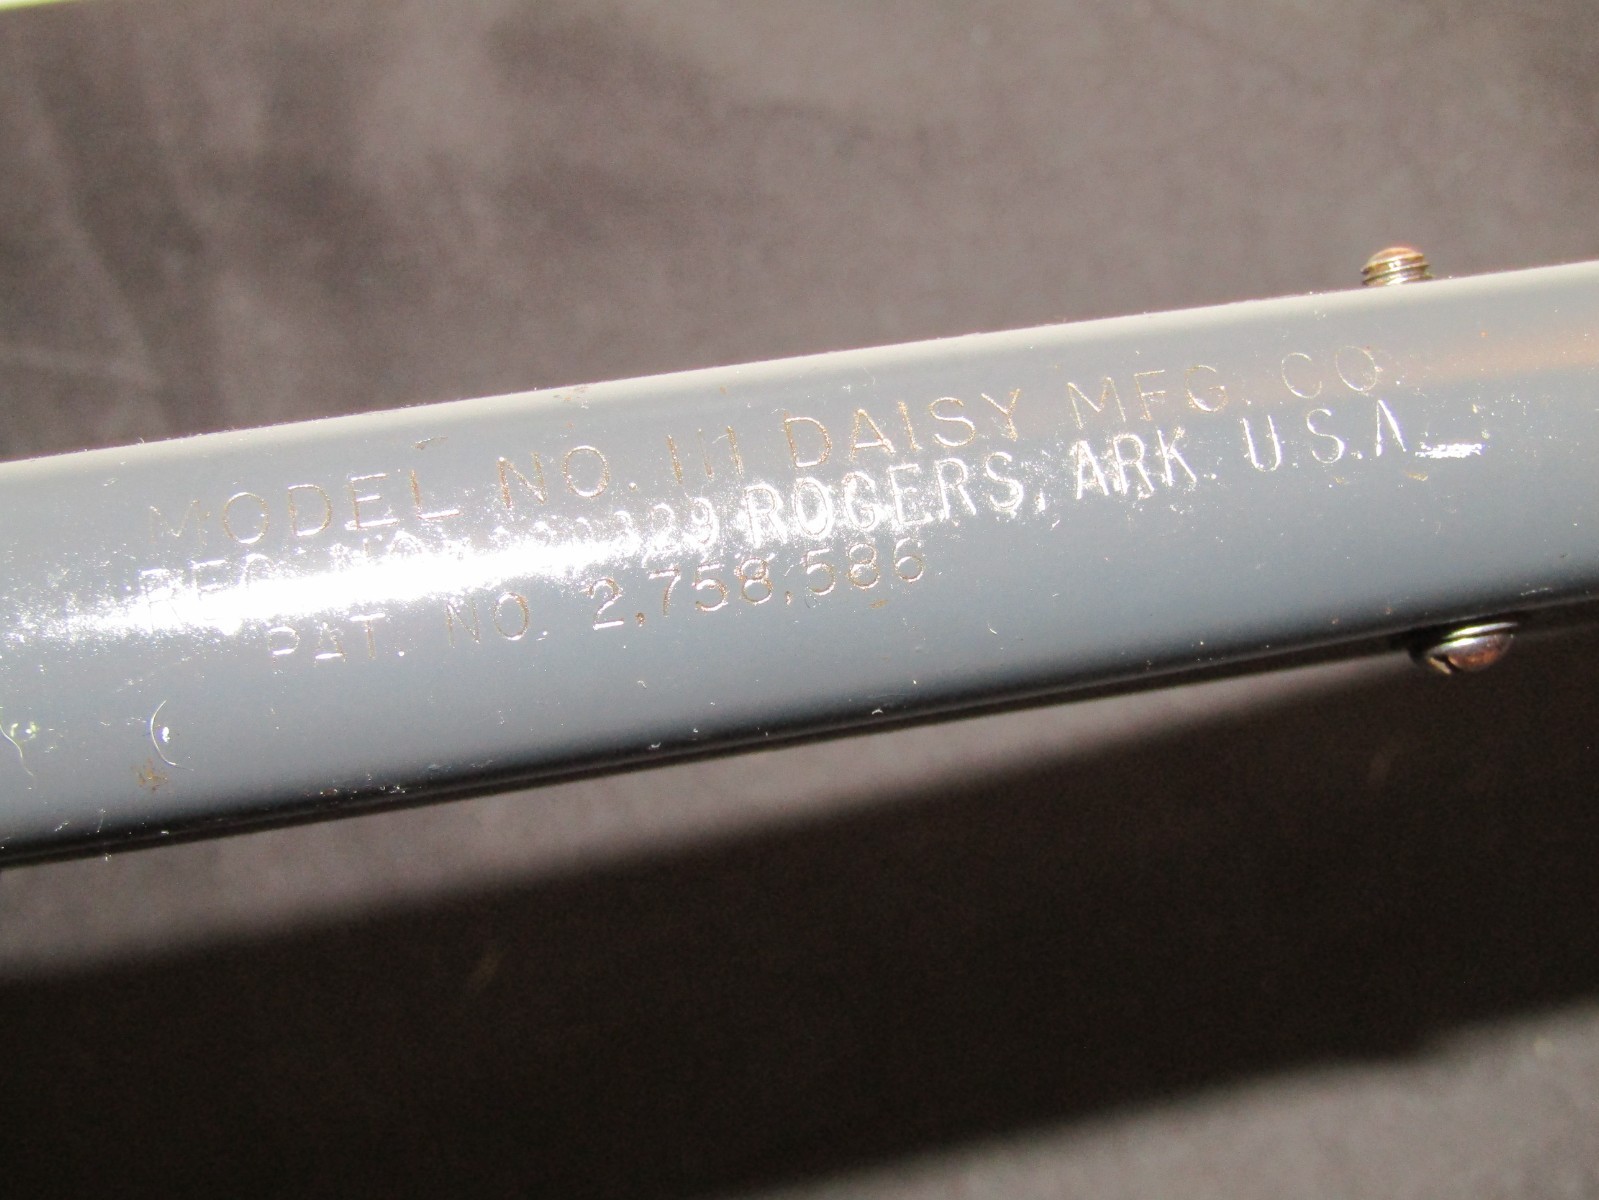 MODEL NO. 111 DAISY MFG. CO.
ROGERS, ARK. U.S.A.
PAT. NO. 2,758,586